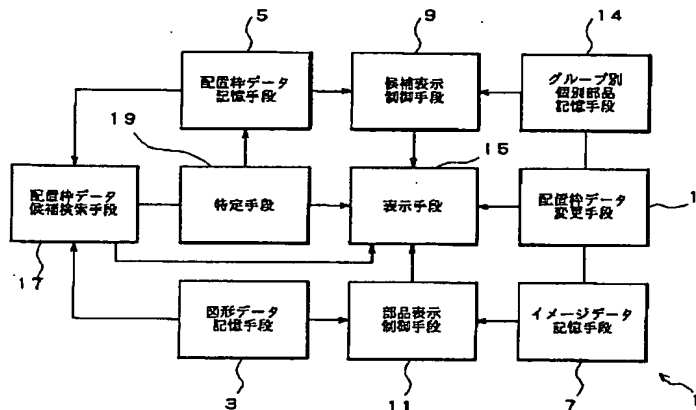 5
9
14
配置枠データ
記憶手段
候補表示
制御手段
グループ別
個別部品
記憶手段
19
15
配置枠データ
候補検索手段
特定手段
表示手段
配置枠データ
変更手段
1
17
図形データ
記憶手段
部品表示
制御手段
イメージデータ
記憶手段
3
11
7
1